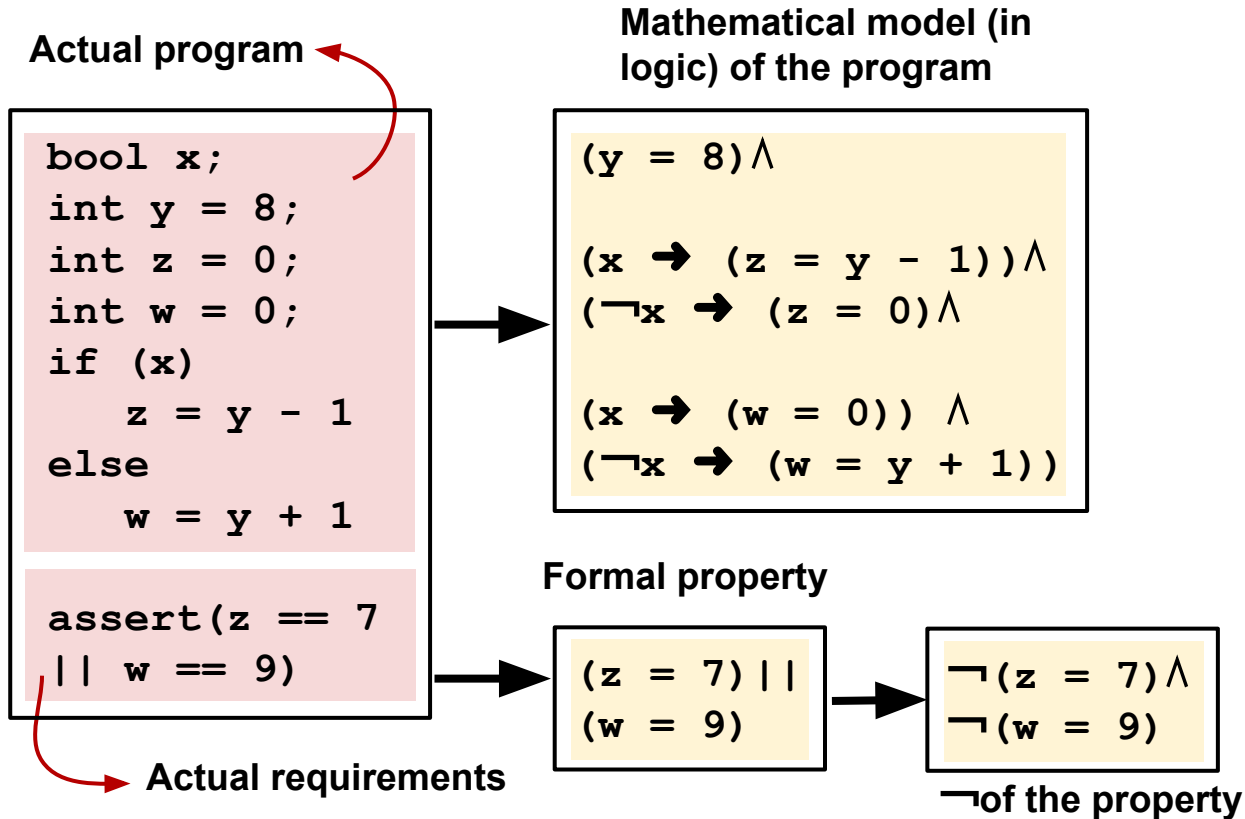 Actual program
Mathematical model (in
logic) of the program
bool x;
int y = 8;
int z = 0;
int w = 0;
if (x)
   z = y - 1
else
   w = y + 1
assert(z == 7
|| w == 9)
(y = 8)∧
(x → (z = y - 1))∧
(¬x → (z = 0)∧
(x → (w = 0)) ∧
(¬x → (w = y + 1))
Formal property
(z = 7)||
(w = 9)
¬(z = 7)∧
¬(w = 9)
¬of the property
Actual requirements